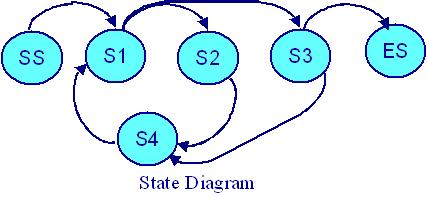 SS S1 S2 S3 ES
S4
State Diagram